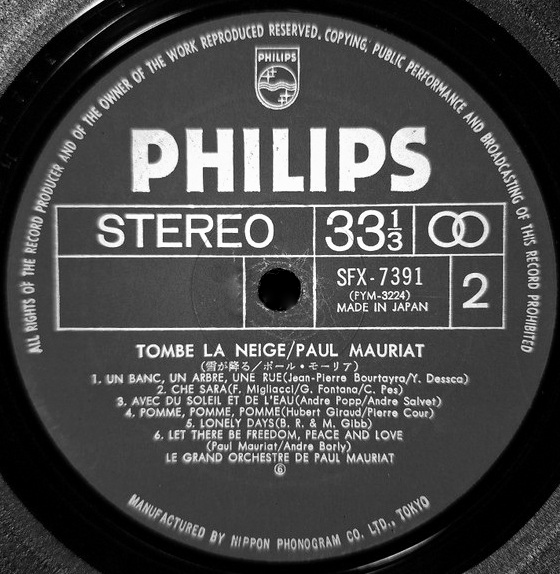 ALL RIGHTS OF THE RECORD PRODUCER AND OF THE OWNER OF THE WORK REPRODUCED RESERVED. COPYING, PUBLIC PERFORMANCE AND BROADCASTING OF THIS RECORD PROHIBITED
PHILIPS
PHILIPS
STEREO 33 1/3
SFX-7391
(FYM-3224)
MADE IN JAPAN
2
TOMBE LA NEIGE/PAUL MAURIAT
(雪が降る/ポール・モーリア)
1. UN BANC, UN ARBRE, UNE RUE(Jean-Pierre Bourtayra/Y. Dessca)
2. CHE SARA(F. Migliacci/G. Fontana/C. Pes)
3. AVEC DU SOLEIL ET DE L'EAU(Andre Popp/Andre Salvet)
4. POMME, POMME, POMME(Hubert Giraud/Pierre Cour)
5. LONELY DAYS(B. R. & M. Gibb)
6. LET THERE BE FREEDOM, PEACE AND LOVE
(Paul Mauriat/Andre Borly)
LE GRAND ORCHESTRE DE PAUL MAURIAT
⑥
MANUFACTURED BY NIPPON PHONOGRAM CO. LTD., TOKYO